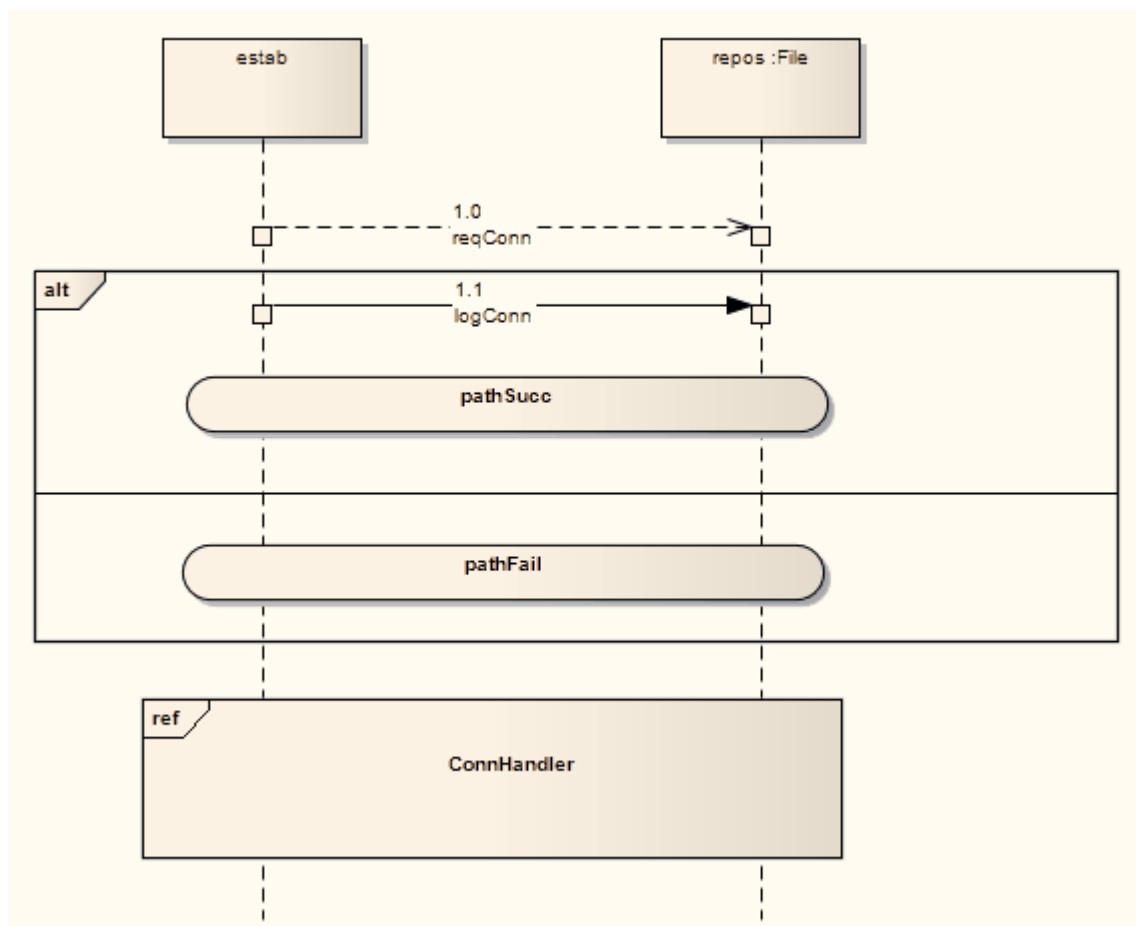 estab
repos :File
1.0
reqConn
alt
1.1
logConn
pathSucc
pathFail
ref
ConnHandler